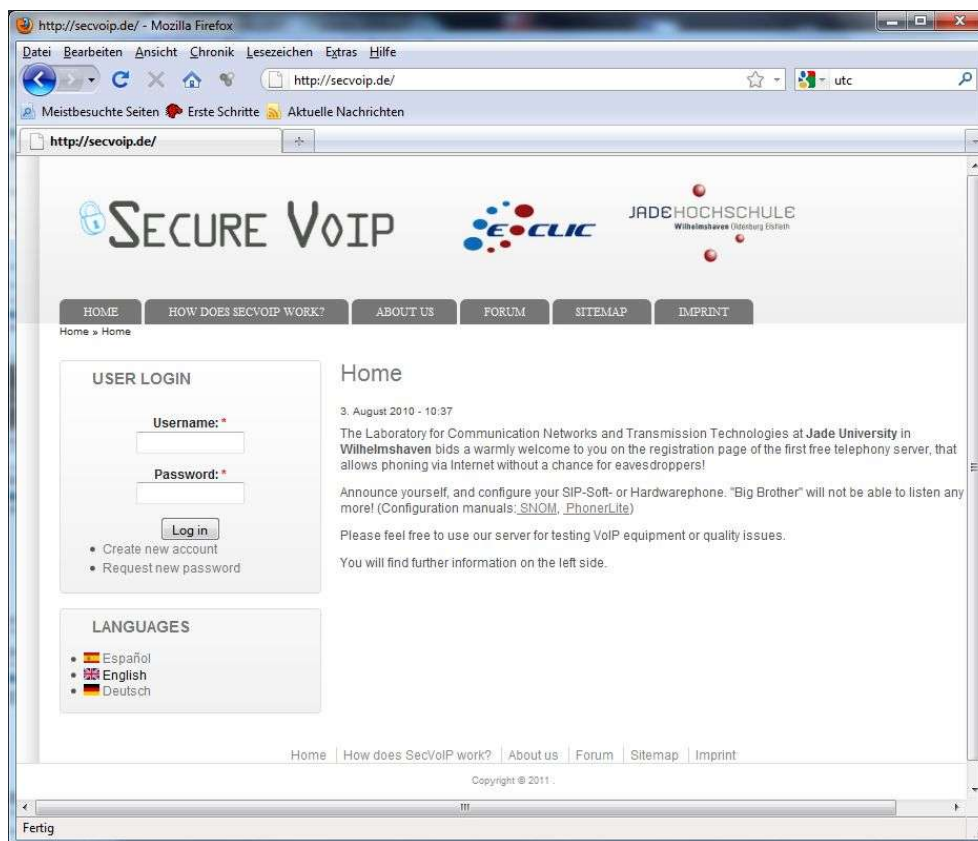 http://secvoip.de/ - Mozilla Firefox
Datei Bearbeiten Ansicht Chronik Lesezeichen Extras Hilfe
http://secvoip.de/
utc
Meistbesuchte Seiten Erste Schritte Aktuelle Nachrichten
http://secvoip.de/
SECURE VOIP
E CLIC
JADEHOCHSCHULE
Wilhelmshaven Oldenburg Elsfleth
HOME HOW DOES SECVOIP WORK? ABOUT US FORUM SITEMAP IMPRINT
Home » Home
USER LOGIN
Username: *
Password: *
Log in
Create new account
Request new password
LANGUAGES
Español
English
Deutsch
Home
3. August 2010 - 10:37
The Laboratory for Communication Networks and Transmission Technologies at Jade University in
Wilhelmshaven bids a warmly welcome to you on the registration page of the first free telephony server, that
allows phoning via Internet without a chance for eavesdroppers!
Announce yourself, and configure your SIP-Soft- or Hardwarephone. "Big Brother" will not be able to listen any
more! (Configuration manuals: SNOM, PhonerLite)
Please feel free to use our server for testing VoIP equipment or quality issues.
You will find further information on the left side.
Home How does SecVoIP work? About us Forum Sitemap Imprint
Copyright © 2011 .
Fertig